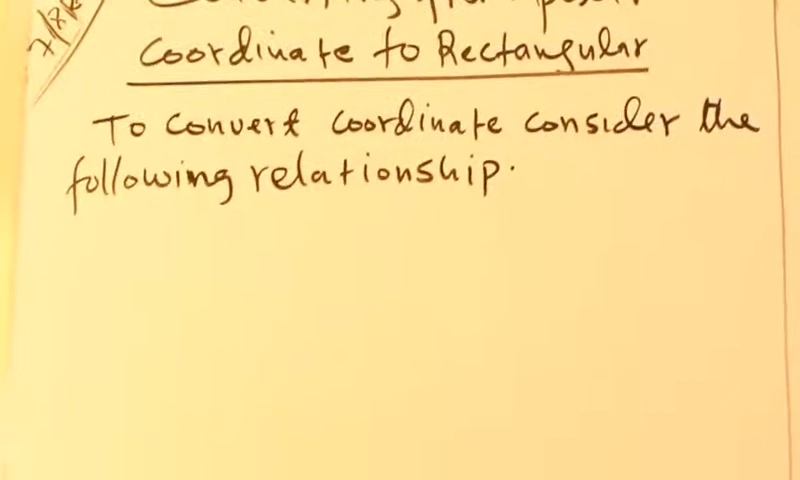 Coordinate to Rectangular
To convert coordinate consider the
following relationship.